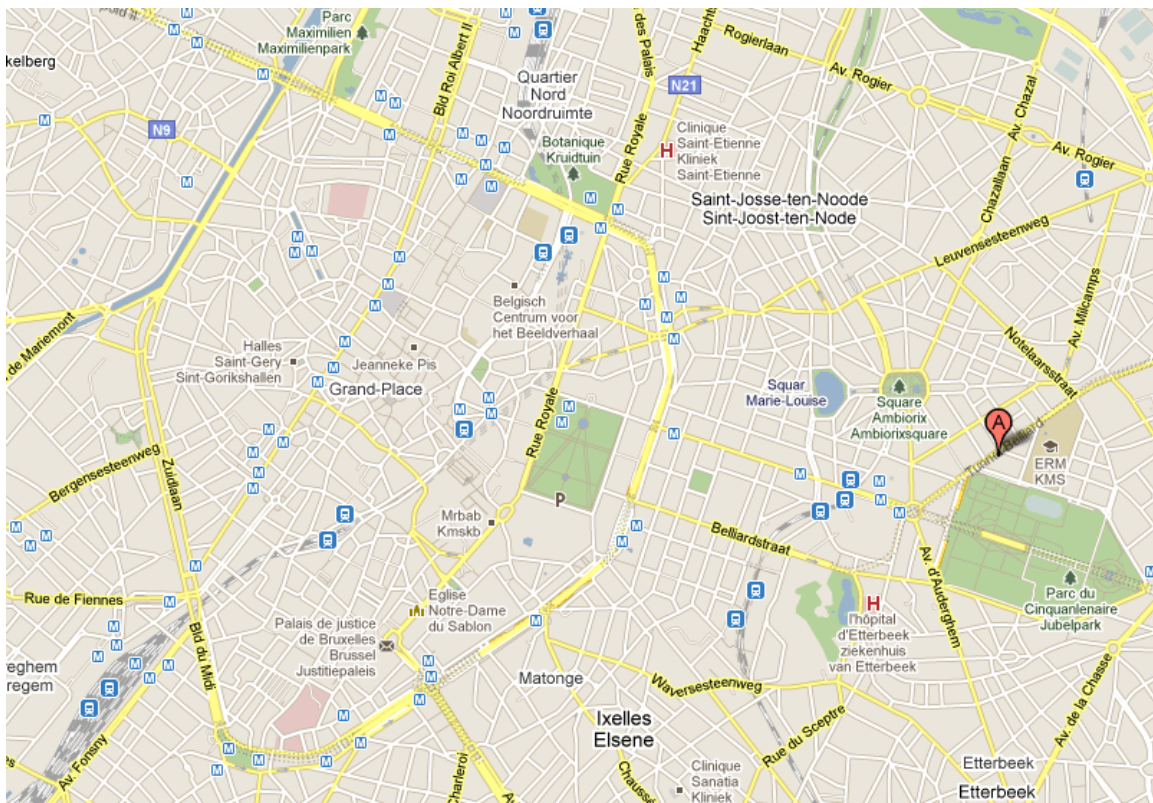 Parc
Maximilien
Maximilienpark
Bld Roi Albert II
des Palais
Haacht
Rogierlaan
Av. Rogier
Av. Chazal
kelberg
N9
N21
Quartier
Nord
Noordruimte
Botanique
Kruidtuin
Rue Royale
H
Clinique
Saint-Etienne
Kliniek
Saint-Etienne
Av. Rogier
Saint-Josse-ten-Noode
Sint-Joost-ten-Node
Chazallaan
Leuvensesteenweg
Belgisch
Centrum voor
het Beeldverhaal
Av. Milcamps
Notelaarsstraat
de Mariemont
Halles
Saint-Gery
Sint-Gorikshallen
Jeanneke Pis
Grand-Place
Squar
Marie-Louise
Square
Ambiorix
Ambiorixsquare
Rue Royale
A
Tunnel Belliard
ERM
KMS
Bergensesteenweg
Zuidlaan
P
Mrbab
Kmskb
Belliardstraat
Av. d'Auderghem
Parc du
Cinquantenaire
Jubelpark
Rue de Fiennes
Eglise
Notre-Dame
du Sablon
H
l'hôpital
d'Etterbeek
ziekenhuis
van Etterbeek
Palais de justice
de Bruxelles
Brussel
Justitiepaleis
Bld du Midi
reghem
regem
Matonge
Waversesteenweg
Av. de la Chasse
Ixelles
Elsene
Rue du Sceptre
Av. Fonsny
Charleroi
Chaussé
Clinique
Sanatia
Kliniek
Etterbeek
Etterbeek